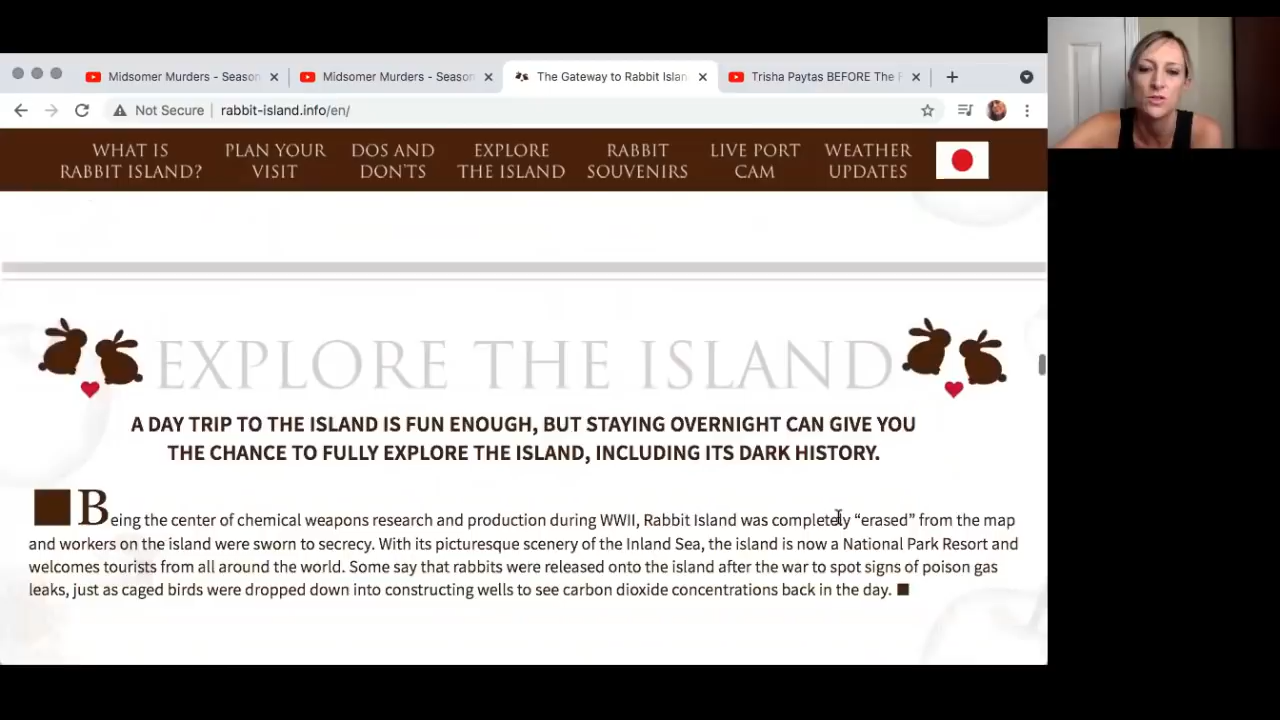 Midsomer Murders - Season
Midsomer Murders - Season
The Gateway to Rabbit Islan
Trisha Paytas BEFORE The F
Not Secure
rabbit-island.info/en/
WHAT IS
RABBIT ISLAND?
PLAN YOUR
VISIT
DOS AND
DON'TS
EXPLORE
THE ISLAND
RABBIT
SOUVENIRS
LIVE PORT
CAM
WEATHER
UPDATES
EXPLORE THE ISLAND
A DAY TRIP TO THE ISLAND IS FUN ENOUGH, BUT STAYING OVERNIGHT CAN GIVE YOU
THE CHANCE TO FULLY EXPLORE THE ISLAND, INCLUDING ITS DARK HISTORY.
Being the center of chemical weapons research and production during WWII, Rabbit Island was completely “erased” from the map
and workers on the island were sworn to secrecy. With its picturesque scenery of the Inland Sea, the island is now a National Park Resort and
welcomes tourists from all around the world. Some say that rabbits were released onto the island after the war to spot signs of poison gas
leaks, just as caged birds were dropped down into constructing wells to see carbon dioxide concentrations back in the day.